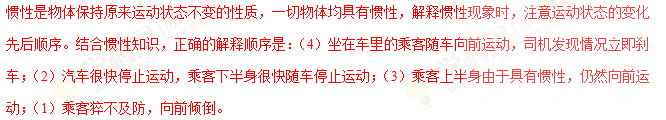 惯性是物体保持原来运动状态不变的性质，一切物体均具有惯性，解释惯性现象时，注意运动状态的变化
先后顺序。结合惯性知识，正确的解释顺序是：（4）坐在车里的乘客随车向前运动，司机发现情况立即刹
车；（2）汽车很快停止运动，乘客下半身很快随车停止运动；（3）乘客上半身由于具有惯性，仍然向前运
动；（1）乘客猝不及防，向前倾倒。